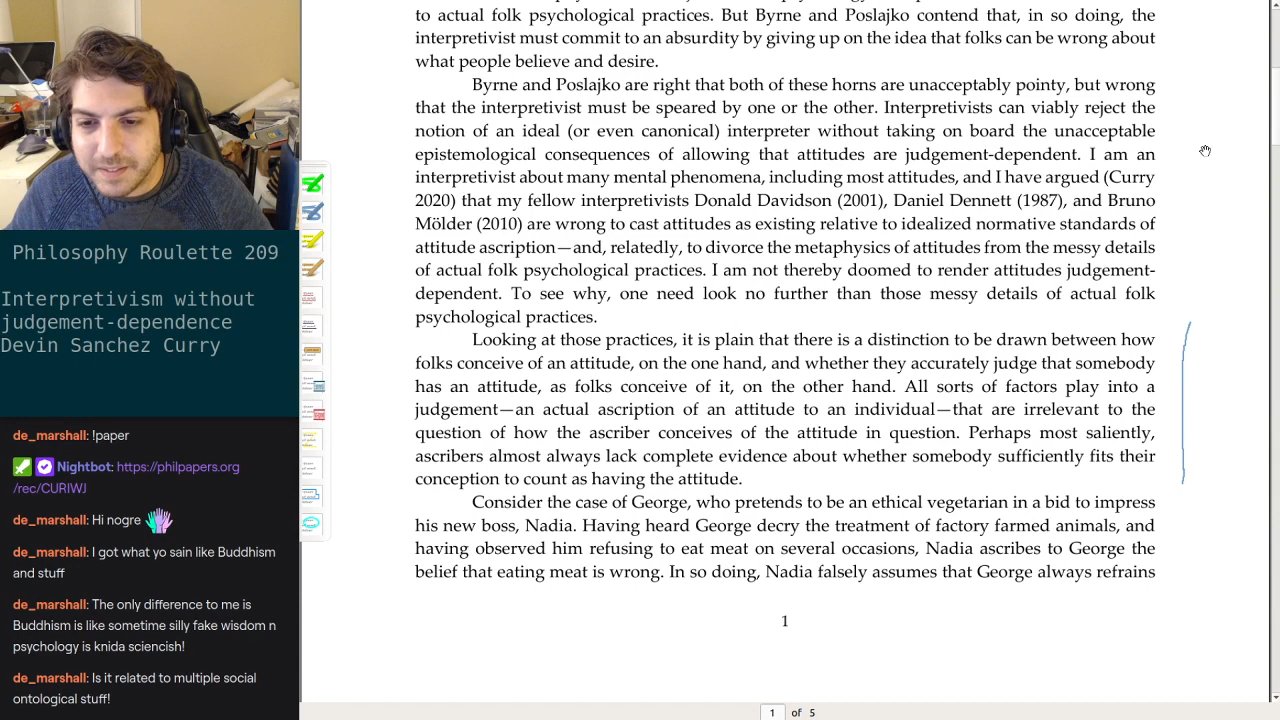 to actual folk psychological practices. But Byrne and Poslajko contend that, in so doing, the
interpretivist must commit to an absurdity by giving up on the idea that folks can be wrong about
what people believe and desire.
Byrne and Poslajko are right that both of these horns are unacceptably pointy, but wrong
that the interpretivist must be speared by one or the other. Interpretivists can viably reject the
notion of an ideal (or even canonical) interpreter without taking on board the unacceptable
epistemological consequence of allowing that attitudes are judgement-dependent. I am an
interpretivist about many mental phenomena, including most attitudes, and I have argued (Curry
2020) that my fellow interpretivists Donald Davidson (2001), Daniel Dennett (1987), and Bruno
Mölder (2010) are wrong to take attitudes as existing relative to idealized normative standards of
attitude ascription and, relatedly, to divorce the metaphysics of attitudes from the messy details
of actual folk psychological practices. I am not thereby doomed to render attitudes judgement-
dependent. To see why, one need look no further than those messy details of actual folk
psychological practices.
Looking at those practices, it is plain that there is a distinction to be drawn between how
folks conceive of an attitude, on the one hand, and whether the accurately judge that somebody
has an attitude, as folks conceive of it, on the other hand. All sorts of factors play into a
judgement—an actual ascription of an attitude to an individual—that are irrelevant to the
question of how the ascriber conceives of the attitude in question. Perhaps most obviously,
ascribers almost always lack complete evidence about whether somebody sufficiently fits their
conception to count as having the attitude.
Consider a toy case. George the pig farmer pretends to be an ethical vegetarian in a bid to impress
his new boss, Nadia. Having heard George decry the treatment of factory farmed animals, and
having observed him refusing to eat meat on several occasions, Nadia ascribes to George the
belief that eating meat is wrong. In so doing, Nadia falsely assumes that George always refrains
1
1 of 5
Philosophy Roulette 209
Interpretivism without
judgement-dependence
Devin Sanchez Curry
de_marshall: !paper
Nightbot: https://philpapers.org
/rec/CURIWJ
de_marshall: Hi nogre
de_marshall: I got what yo sain like Buddhism
and stuff
de_marshall: The only difference to me is
Buddhism is like sometime silly fake wisdom n
psychology is knida sciencish!
de_marshall: Is it related to multiple social
ontological stuff!